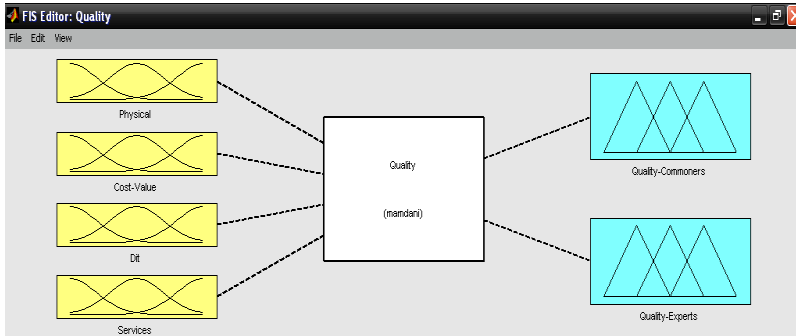 FIS Editor: Quality
File Edit View
Physical
Cost-Value
Dit
Services
Quality
(mamdani)
Quality-Commoners
Quality-Experts